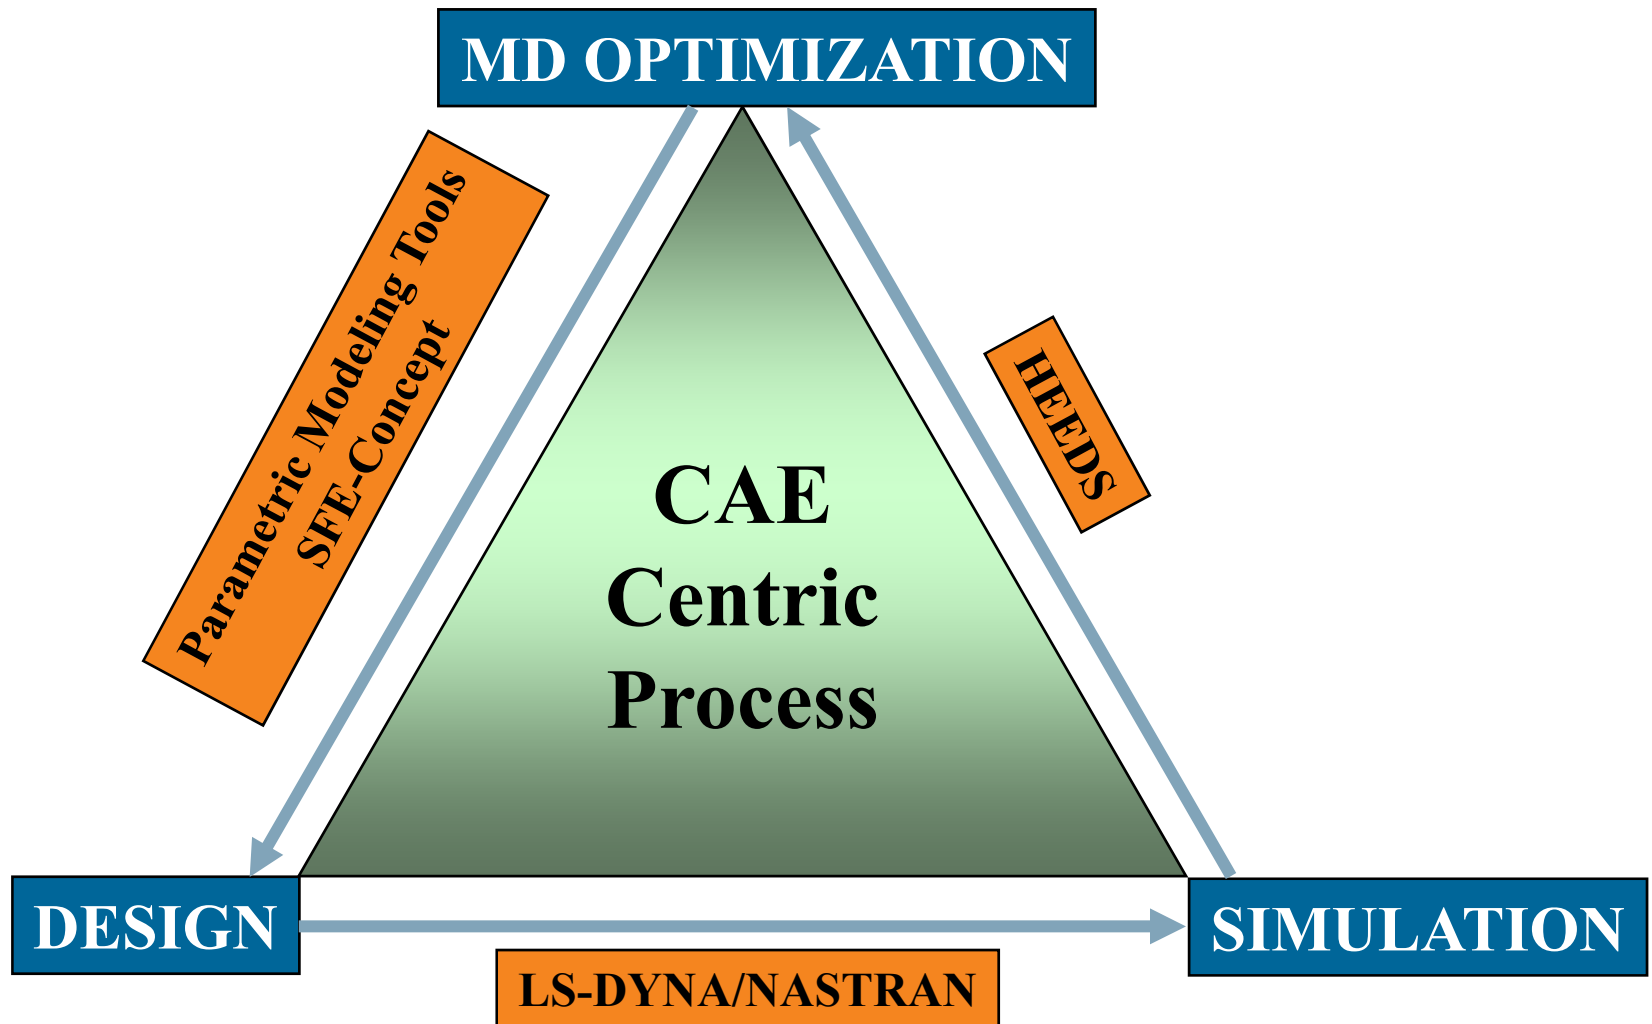 MD OPTIMIZATION
Parametric Modeling Tools
SFE-Concept
HEEDS
CAE
Centric
Process
DESIGN
SIMULATION
LS-DYNA/NASTRAN